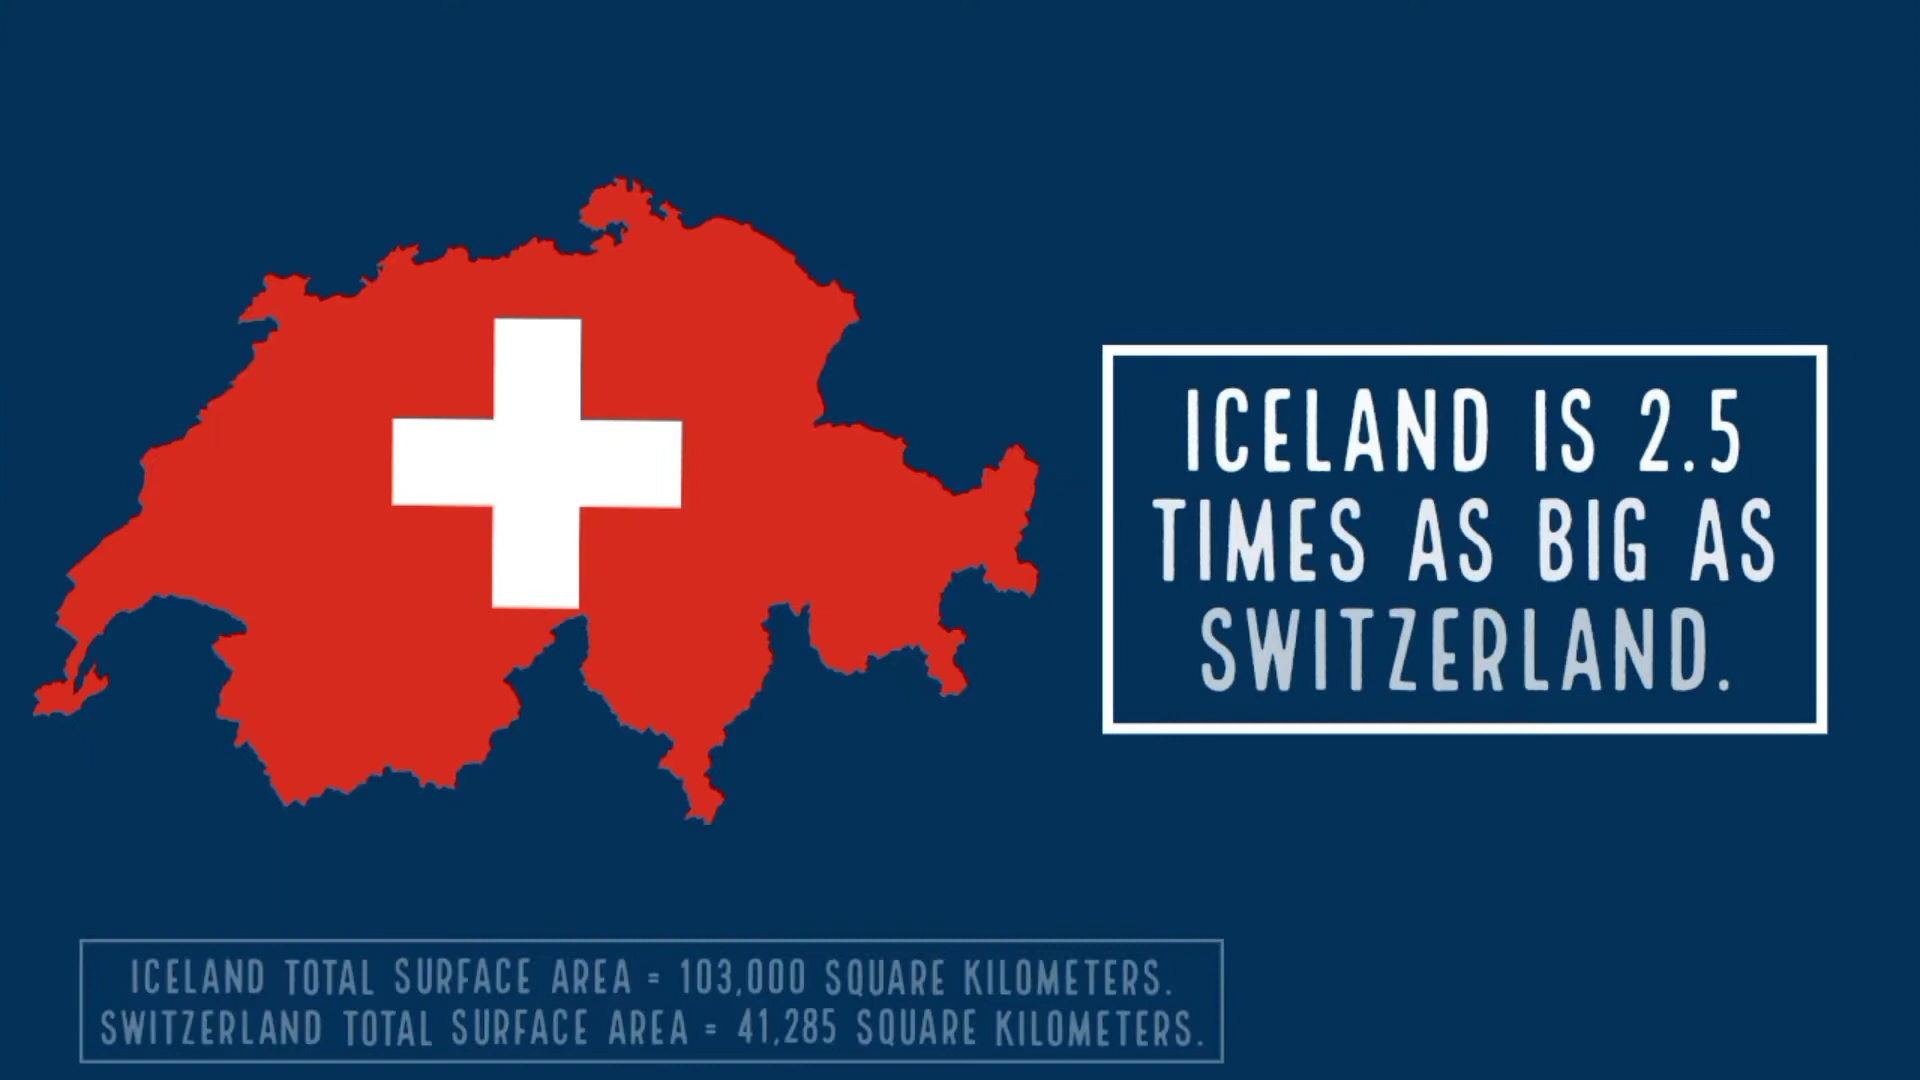 ICELAND IS 2.5
TIMES AS BIG AS
SWITZERLAND.
ICELAND TOTAL SURFACE AREA = 103,000 SQUARE KILOMETERS.
SWITZERLAND TOTAL SURFACE AREA = 41,285 SQUARE KILOMETERS.